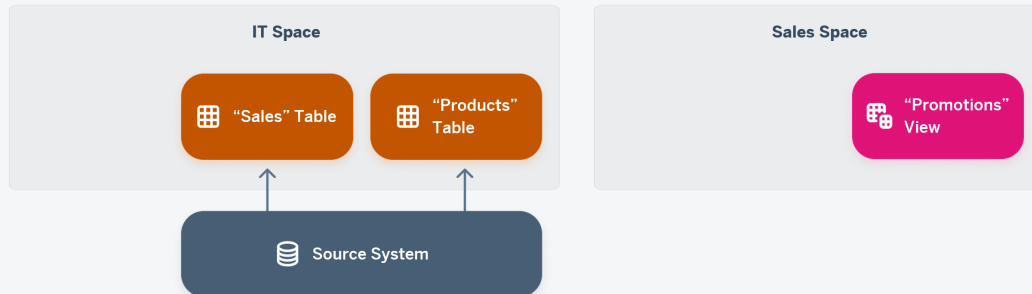 IT Space
Sales Space
“Sales” Table
“Products”
Table
“Promotions”
View
Source System